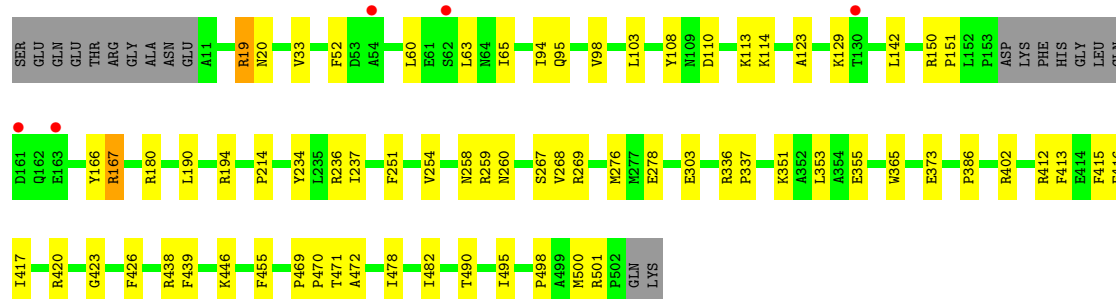 SER GLU GLN GLU THR ARG GLY ALA ASN GLU A11 R19 N20 V33 F52 D53 A54 L60 E61 S62 L63 N64 I65 I94 Q95 V98 L103 Y108 N109 D110 K113 K114 A123 K129 T130 L142 R150 P151 L152 P153 ASP LYS PHE HIS GLY LEU
D161 Q162 E163 Y166 R167 R180 L190 R194 P214 Y234 L235 R236 I237 F251 V254 N258 R259 N260 S267 V268 R269 M276 M277 E278 E303 R336 P337 K351 A352 L353 A354 E355 W365 E373 P386 R402 R412 F413 E414 F415
I417 R420 G423 F426 R438 F439 K446 F455 P469 P470 T471 A472 I478 I482 T490 I495 P498 A499 M500 R501 P502 GLN LYS